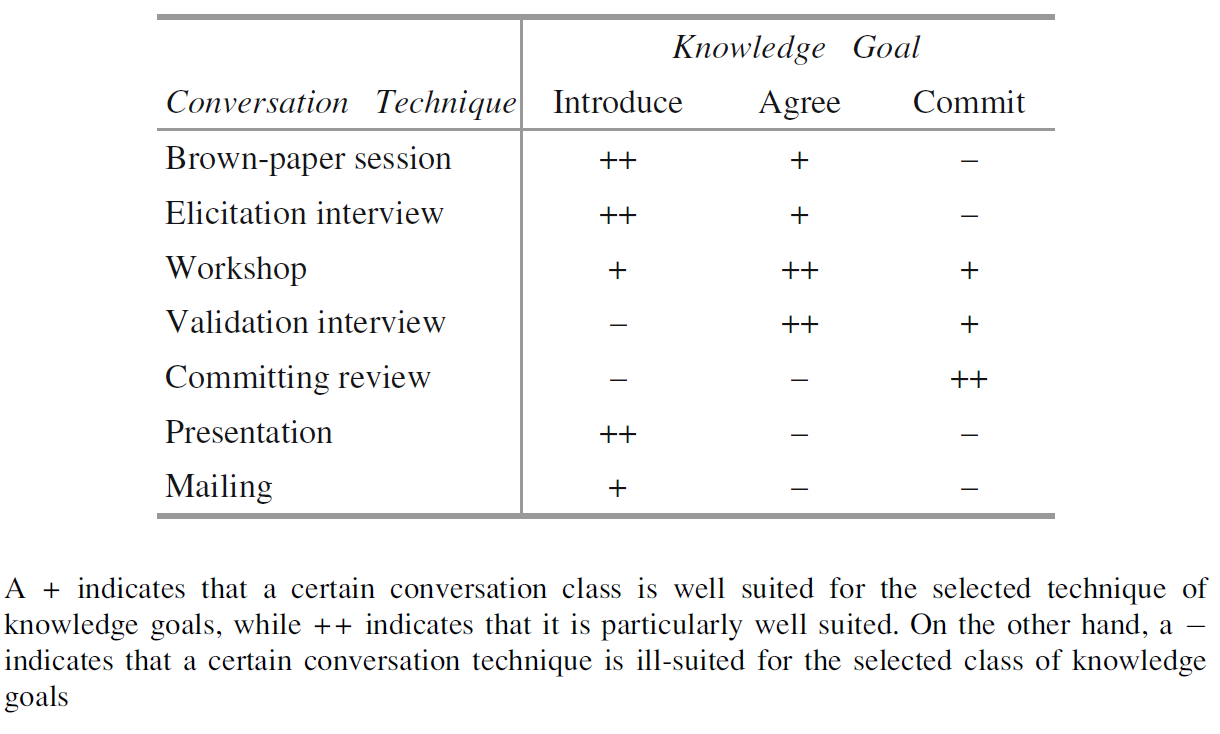 Knowledge Goal
Conversation Technique Introduce Agree Commit
Brown-paper session ++ + –
Elicitation interview ++ + –
Workshop + ++ +
Validation interview – ++ +
Committing review – – ++
Presentation ++ – –
Mailing + – –
A + indicates that a certain conversation class is well suited for the selected technique of
knowledge goals, while ++ indicates that it is particularly well suited. On the other hand, a −
indicates that a certain conversation technique is ill-suited for the selected class of knowledge
goals